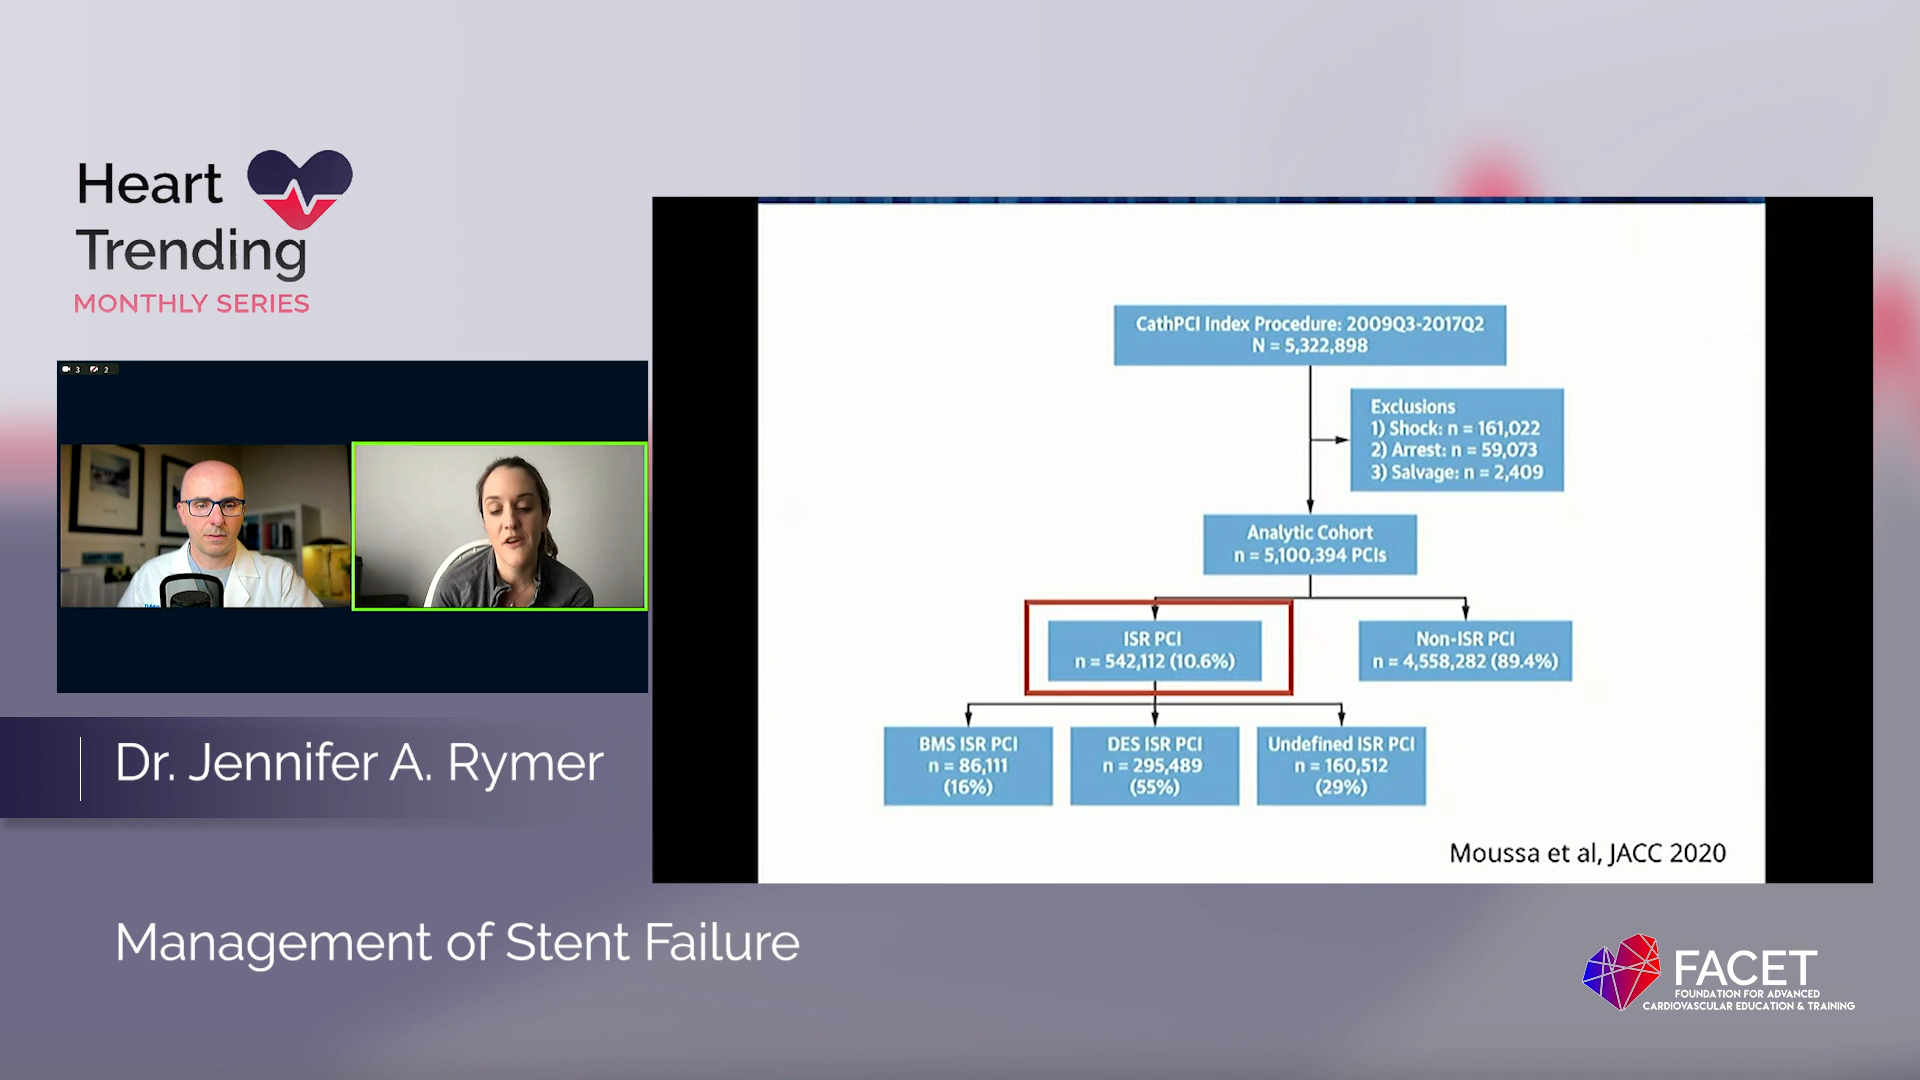 Heart
Trending
MONTHLY SERIES
3 2
Dr. Jennifer A. Rymer
Management of Stent Failure
CathPCI Index Procedure: 2009Q3-2017Q2
N = 5,322,898
Exclusions
1) Shock: n = 161,022
2) Arrest: n = 59,073
3) Salvage: n = 2,409
Analytic Cohort
n = 5,100,394 PCIs
ISR PCI
n = 542,112 (10.6%)
Non-ISR PCI
n = 4,558,282 (89.4%)
BMS ISR PCI
n = 86,111
(16%)
DES ISR PCI
n = 295,489
(55%)
Undefined ISR PCI
n = 160,512
(29%)
Moussa et al, JACC 2020
FACET
FOUNDATION FOR ADVANCED
CARDIOVASCULAR EDUCATION & TRAINING